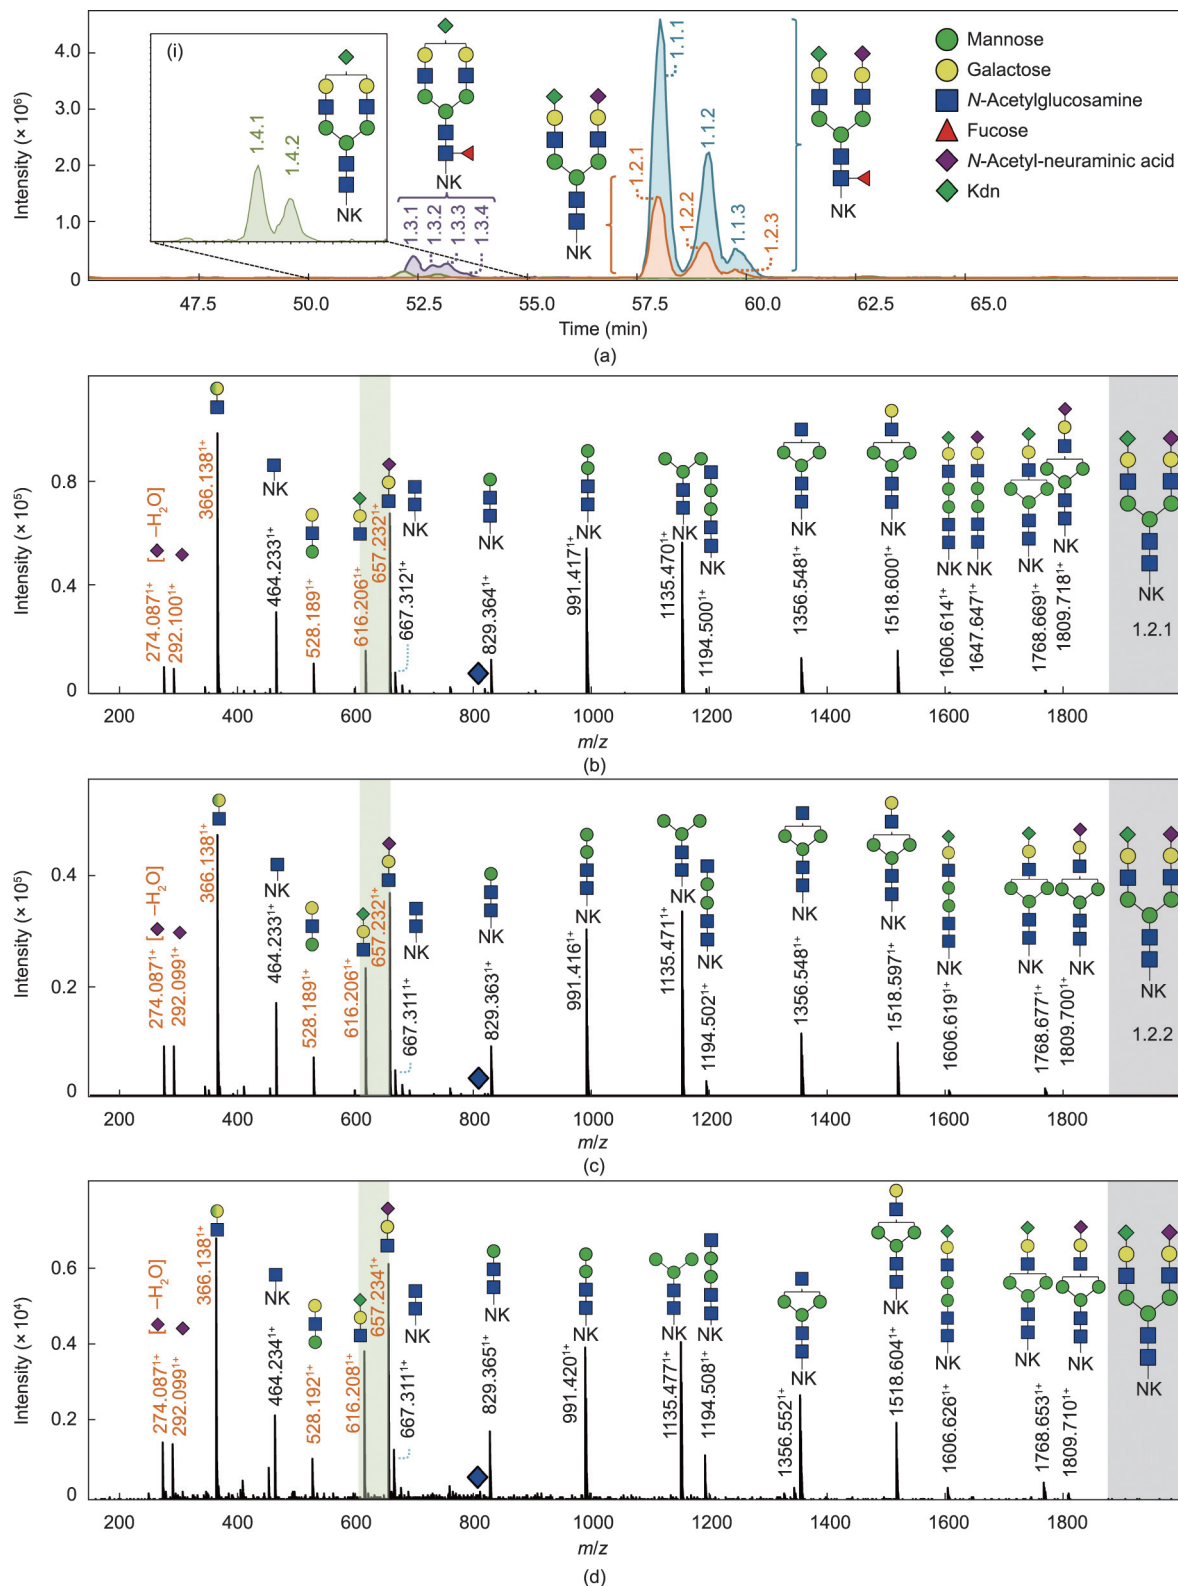 (i)
Intensity (× 10⁶)
4.0
3.0
2.0
1.0
0
1.4.1
1.4.2
NK
NK
1.3.1
1.3.2
1.3.3
1.3.4
NK
1.2.1
1.1.1
1.2.2
1.1.2
1.1.3
1.2.3
NK
Mannose
Galactose
N-Acetylglucosamine
Fucose
N-Acetyl-neuraminic acid
Kdn
47.5 50.0 52.5 55.0 57.5 60.0 62.5 65.0
Time (min)
(a)
Intensity (× 10⁵)
0.8
0.4
0
274.087¹⁺ [ –H₂O]
292.100¹⁺
366.138¹⁺
NK
464.233¹⁺
528.189¹⁺
616.206¹⁺
657.232¹⁺
NK
667.312¹⁺
NK
829.364¹⁺
NK
991.417¹⁺
NK
1135.470¹⁺
NK
1194.500¹⁺
NK
1356.548¹⁺
NK
1518.600¹⁺
NK
1606.614¹⁺
NK
1647.647¹⁺
NK
1768.669¹⁺
NK
1809.718¹⁺
NK
1.2.1
200 400 600 800 1000 1200 1400 1600 1800
m/z
(b)
Intensity (× 10⁵)
0.4
0.2
0
274.087¹⁺ [ –H₂O]
292.099¹⁺
366.138¹⁺
NK
464.233¹⁺
528.189¹⁺
616.206¹⁺
657.232¹⁺
NK
667.311¹⁺
NK
829.363¹⁺
NK
991.416¹⁺
NK
1135.471¹⁺
NK
1194.502¹⁺
NK
1356.548¹⁺
NK
1518.597¹⁺
NK
1606.619¹⁺
NK
1768.677¹⁺
NK
1809.700¹⁺
NK
1.2.2
200 400 600 800 1000 1200 1400 1600 1800
m/z
(c)
Intensity (× 10⁴)
0.6
0.4
0.2
0
274.087¹⁺ [ –H₂O]
292.099¹⁺
366.138¹⁺
NK
464.234¹⁺
528.192¹⁺
616.208¹⁺
657.234¹⁺
NK
667.311¹⁺
NK
829.365¹⁺
NK
991.420¹⁺
NK
1135.477¹⁺
NK
1194.508¹⁺
NK
1356.552¹⁺
NK
1518.604¹⁺
NK
1606.626¹⁺
NK
1768.653¹⁺
NK
1809.710¹⁺
NK
200 400 600 800 1000 1200 1400 1600 1800
(d)